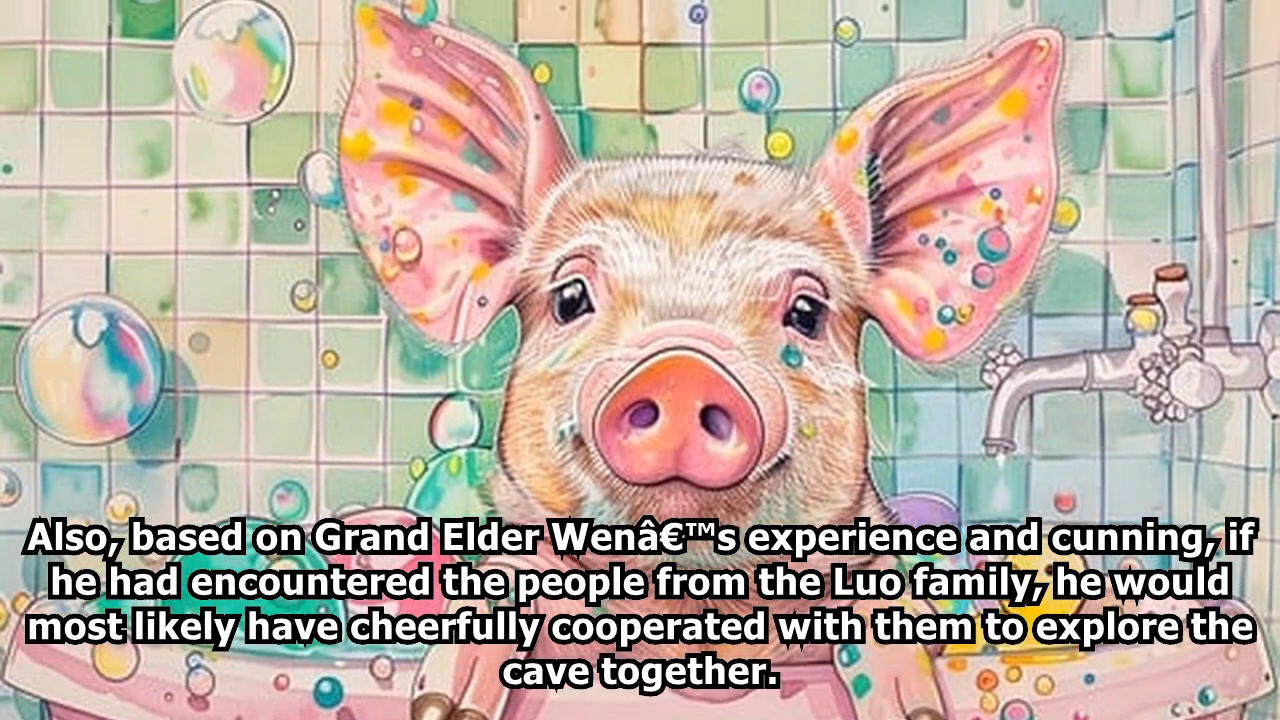 Also, based on Grand Elder Wenâ€™s experience and cunning, if
he had encountered the people from the Luo family, he would
most likely have cheerfully cooperated with them to explore the
cave together.